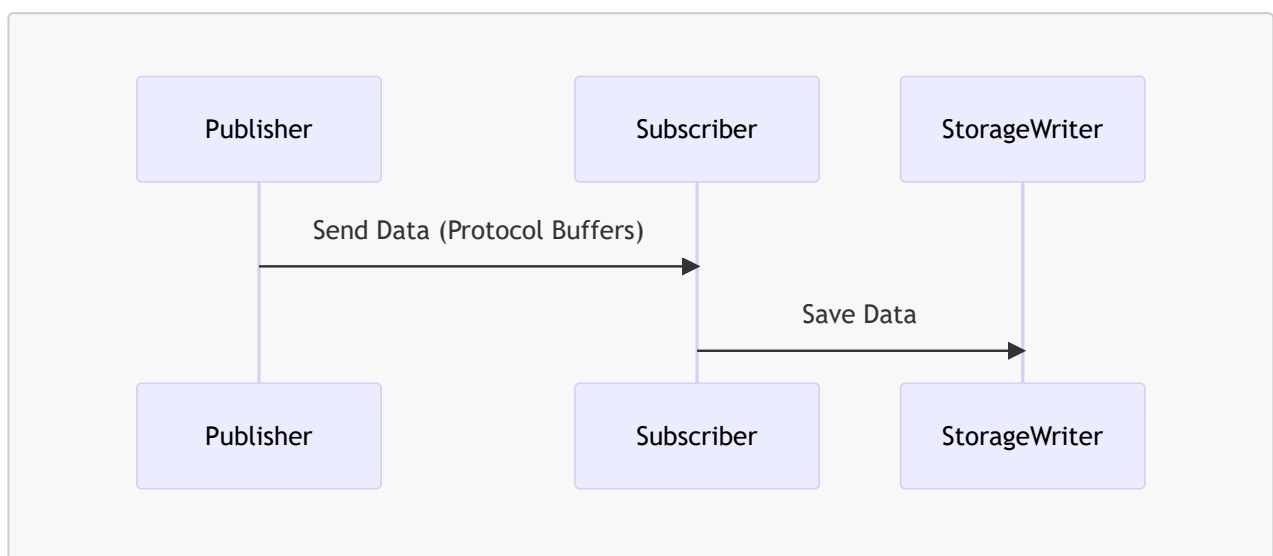 Publisher
Subscriber
StorageWriter
Send Data (Protocol Buffers)
Save Data
Publisher
Subscriber
StorageWriter